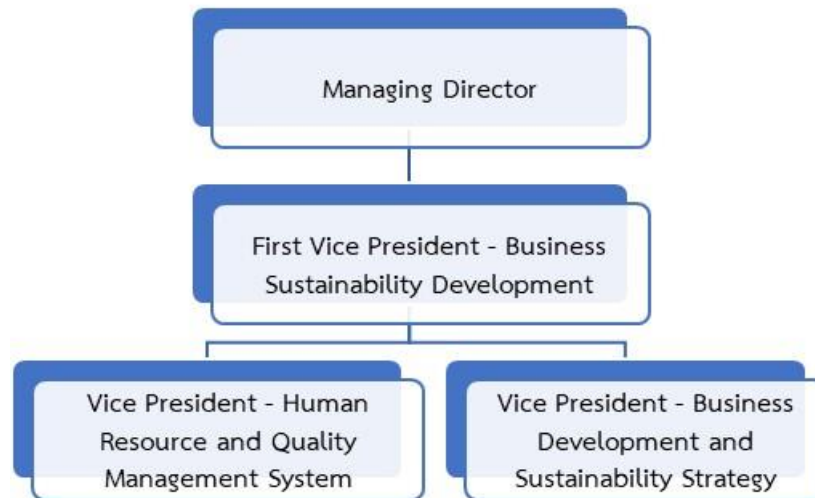 Managing Director
First Vice President - Business
Sustainability Development
Vice President - Human
Resource and Quality
Management System
Vice President - Business
Development and
Sustainability Strategy